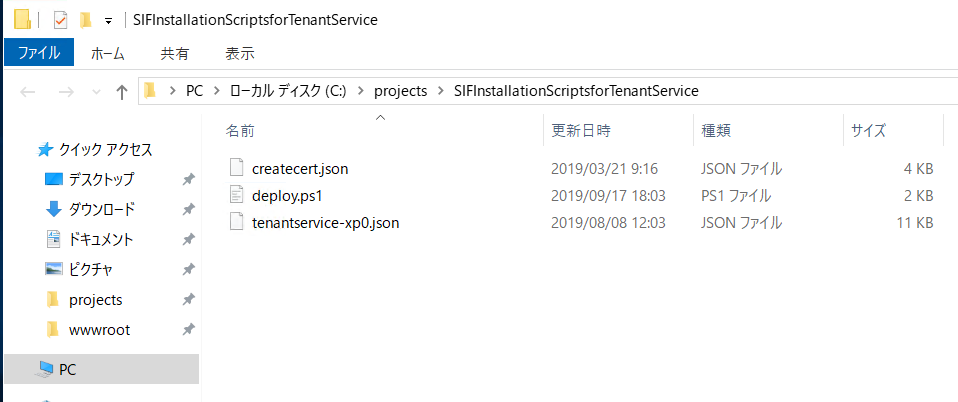 SIFInstallationScriptsforTenantService
ファイル ホーム 共有 表示
PC ローカル ディスク (C:) projects SIFInstallationScriptsforTenantService
名前 更新日時 種類 サイズ
クイック アクセス
デスクトップ
ダウンロード
ドキュメント
ピクチャ
projects
wwwroot
PC
createcert.json 2019/03/21 9:16 JSON ファイル 4 KB
deploy.ps1 2019/09/17 18:03 PS1 ファイル 2 KB
tenantservice-xp0.json 2019/08/08 12:03 JSON ファイル 11 KB